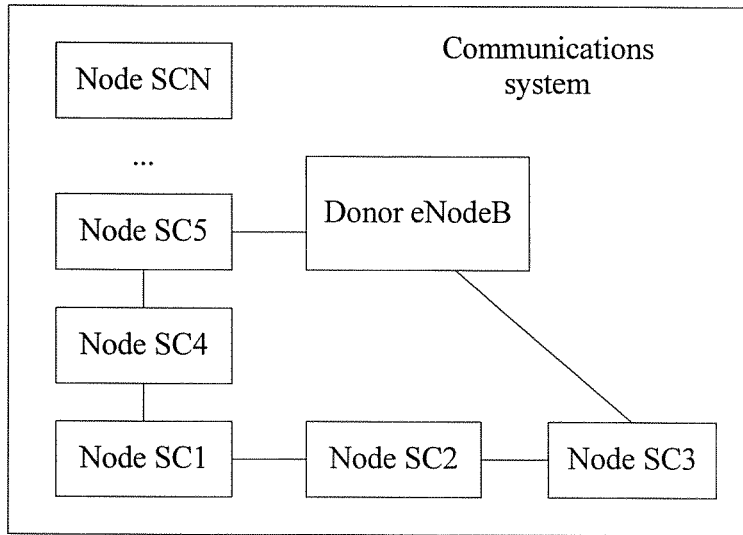 Communications
system
Node SCN
...
Node SC5
Donor eNodeB
Node SC4
Node SC1
Node SC2
Node SC3